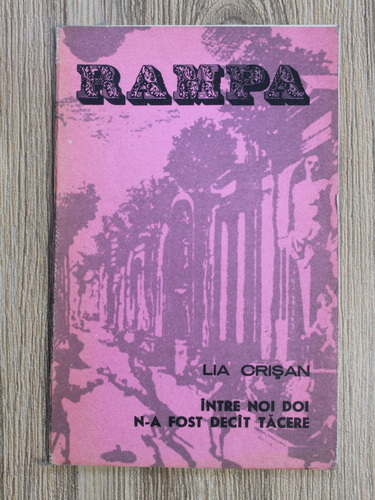 RAMPA
LIA CRIŞAN
ÎNTRE NOI DOI
N-A FOST DECÎT TĂCERE